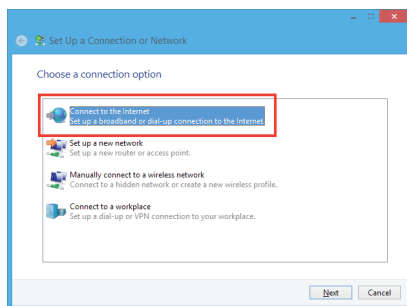 Set Up a Connection or Network
Choose a connection option
Connect to the Internet
Set up a broadband or dial-up connection to the Internet.
Set up a new network
Set up a new router or access point.
Manually connect to a wireless network
Connect to a hidden network or create a new wireless profile.
Connect to a workplace
Set up a dial-up or VPN connection to your workplace.
Next Cancel